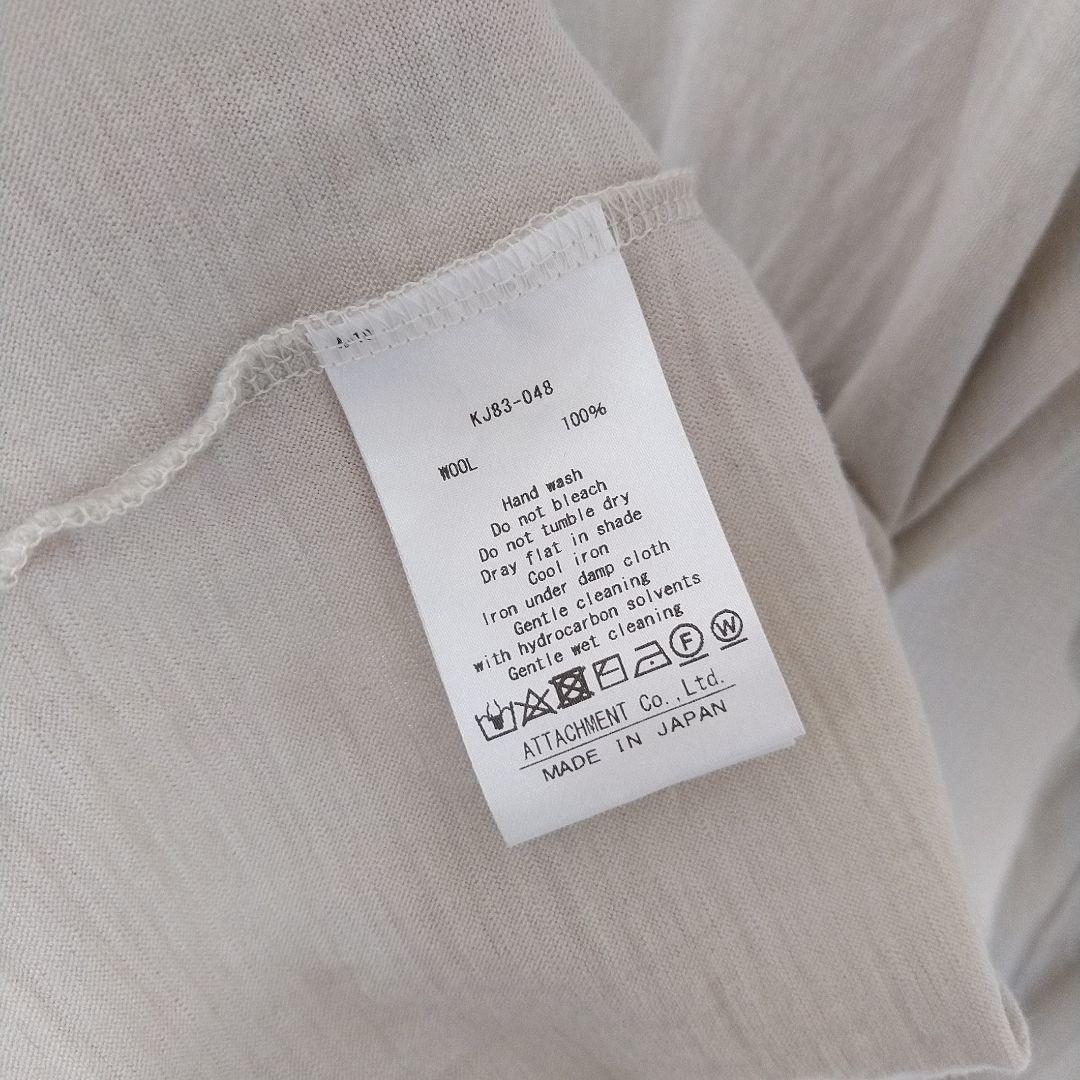 KJ83-048
WOOL 100%
Hand wash
Do not bleach
Do not tumble dry
Dray flat in shade
Cool iron
Iron under damp cloth
Gentle cleaning
with hydrocarbon solvents
Gentle wet cleaning
F W
ATTACHMENT Co.,Ltd.
MADE IN JAPAN